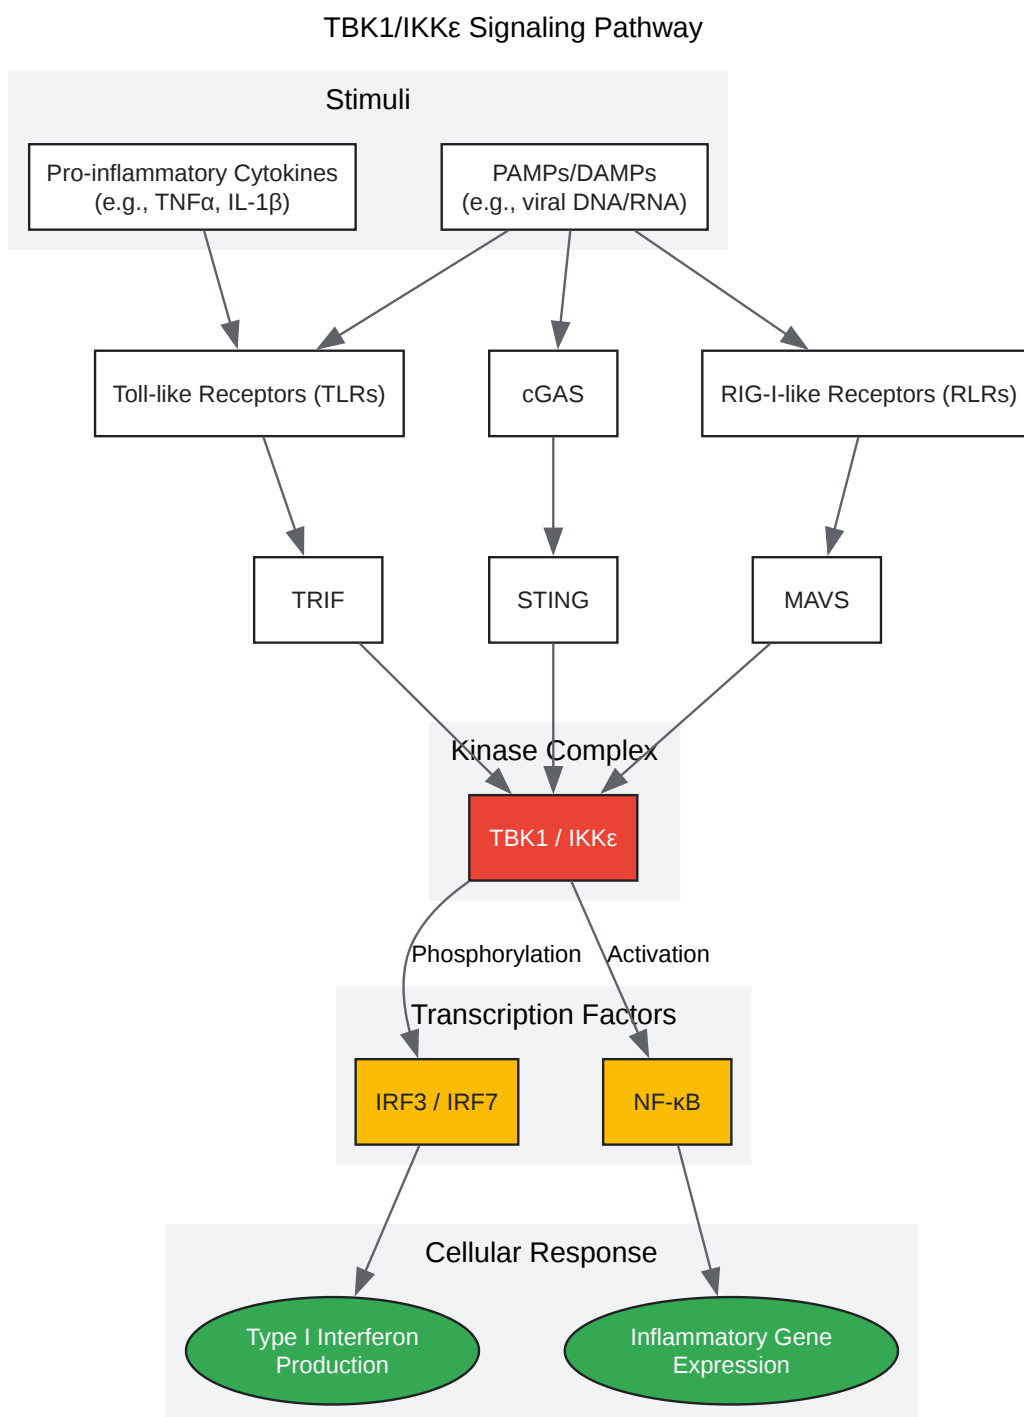 TBK1/IKKε Signaling Pathway
Stimuli
Pro-inflammatory Cytokines
(e.g., TNFα, IL-1β)
PAMPs/DAMPs
(e.g., viral DNA/RNA)
Toll-like Receptors (TLRs)
cGAS
RIG-I-like Receptors (RLRs)
TRIF
STING
MAVS
Kinase Complex
TBK1 / IKKε
Phosphorylation
Activation
Transcription Factors
IRF3 / IRF7
NF-κB
Cellular Response
Type I Interferon
Production
Inflammatory Gene
Expression